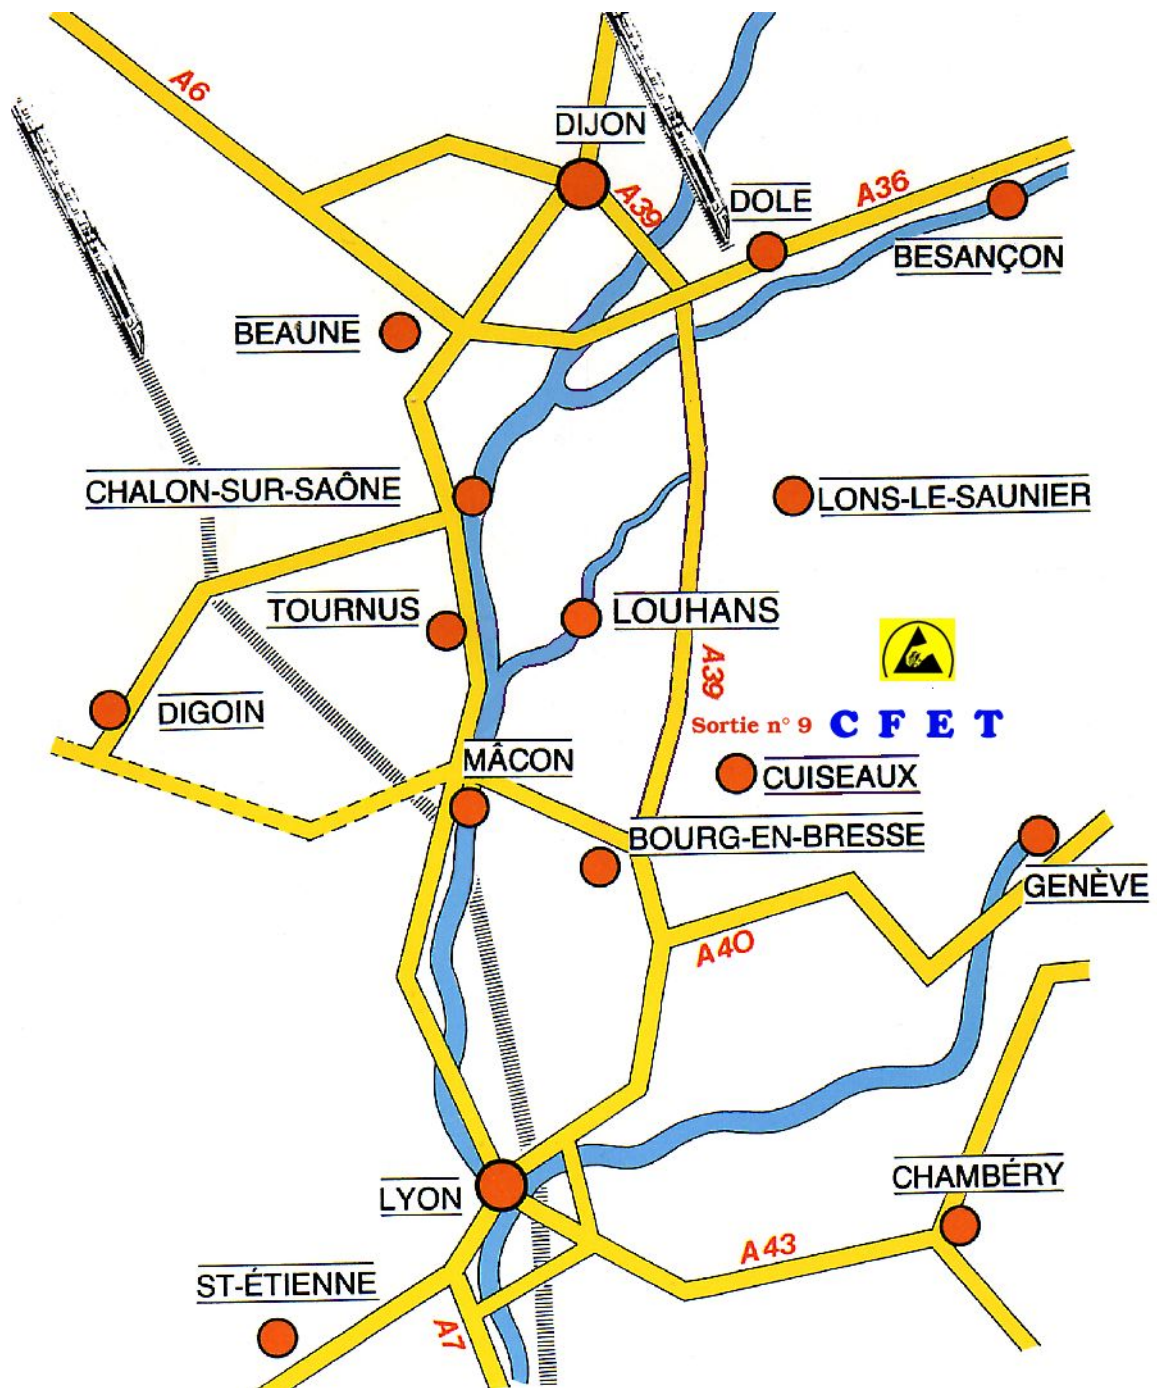 A6
DIJON
A39
DOLE
A36
BESANÇON
BEAUNE
CHALON-SUR-SAÔNE
LONS-LE-SAUNIER
TOURNUS
LOUHANS
A39
DIGOIN
Sortie n° 9 C F E T
MÂCON
CUISEAUX
BOURG-EN-BRESSE
GENÈVE
A40
CHAMBÉRY
LYON
A43
ST-ÉTIENNE
A7